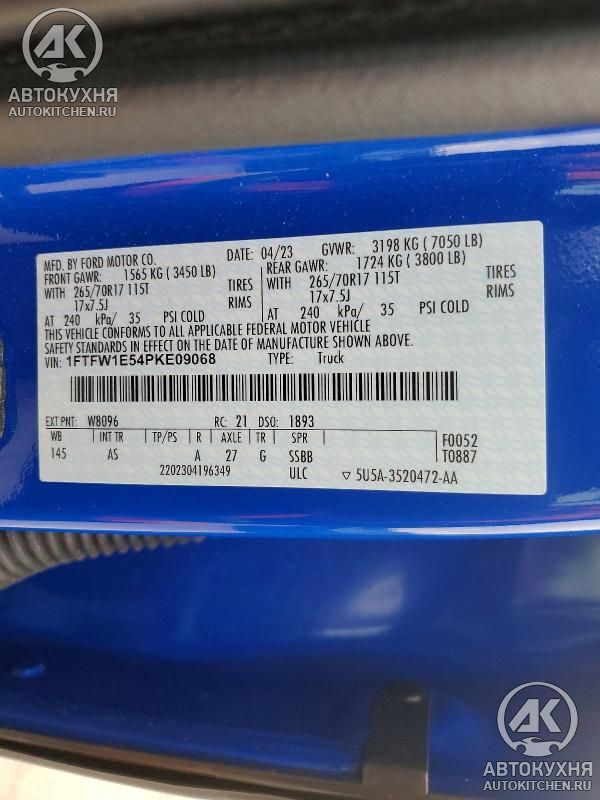 АК
АВТОКУХНЯ
AUTOKITCHEN.RU
MFD. BY FORD MOTOR CO. DATE: 04/23 GVWR: 3198 KG ( 7050 LB)
FRONT GAWR: 1565 KG ( 3450 LB) REAR GAWR: 1724 KG ( 3800 LB)
WITH 265/70R17 115T TIRES WITH 265/70R17 115T TIRES
17x7.5J RIMS 17x7.5J RIMS
AT 240 kPa/ 35 PSI COLD AT 240 kPa/ 35 PSI COLD
THIS VEHICLE CONFORMS TO ALL APPLICABLE FEDERAL MOTOR VEHICLE
SAFETY STANDARDS IN EFFECT ON THE DATE OF MANUFACTURE SHOWN ABOVE.
VIN: 1FTFW1E54PKE09068 TYPE: Truck
EXT PNT: W8096 RC: 21 DSO: 1893
WB INT TR TP/PS R AXLE TR SPR F0052
145 AS A 27 G SSBB T0887
2202304196349 ULC ▽ 5U5A-3520472-AA
АК
АВТОКУХНЯ
AUTOKITCHEN.RU